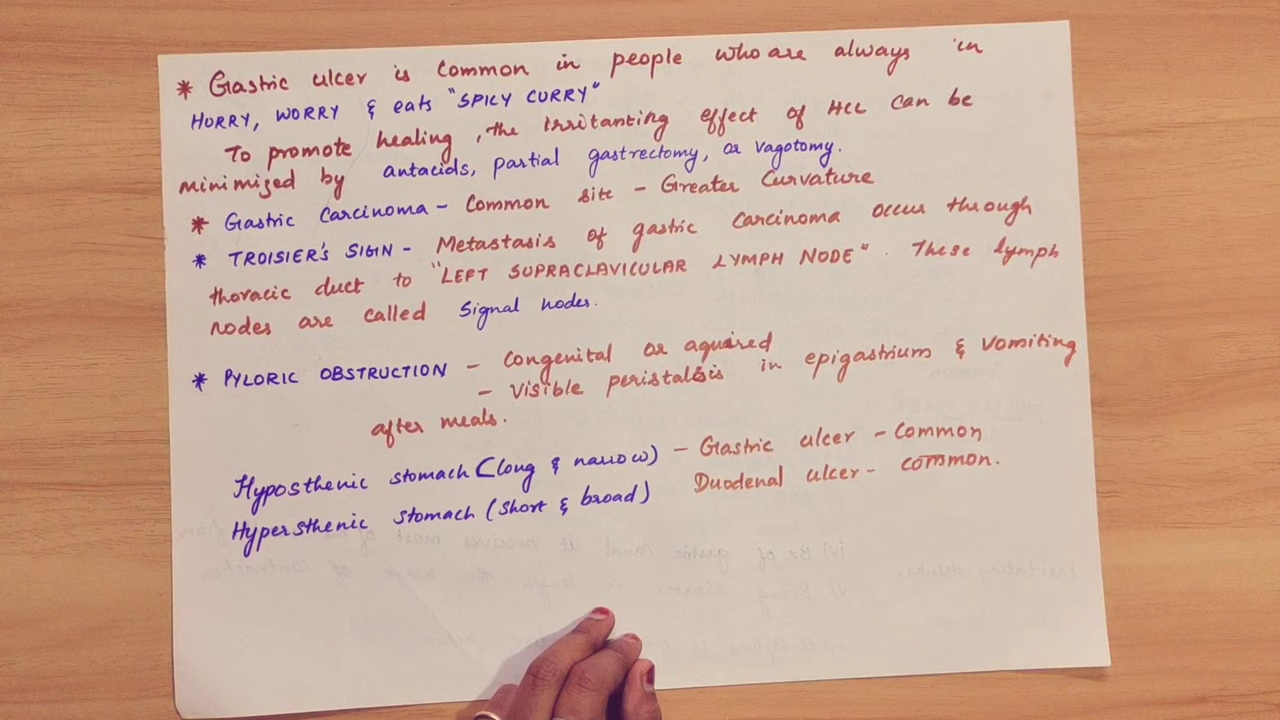 * Gastric ulcer is common in people who are always in
HURRY, WORRY & eats "SPICY CURRY"
To promote healing, the irritanting effect of HCL can be
minimized by antacids, partial gastrectomy, or vagotomy.
* Gastric Carcinoma - Common site - Greater Curvature
* TROISIER'S SIGN - Metastasis of gastric carcinoma occur through
thoracic duct to "LEFT SUPRACLAVICULAR LYMPH NODE". These lymph
nodes are called Signal nodes.
* PYLORIC OBSTRUCTION - Congenital or aquired
- Visible peristalsis in epigastrium & vomiting
after meals.
Hyposthenic stomach (long & narrow) - Gastric ulcer - Common
Hypersthenic stomach (short & broad) Duodenal ulcer - common.